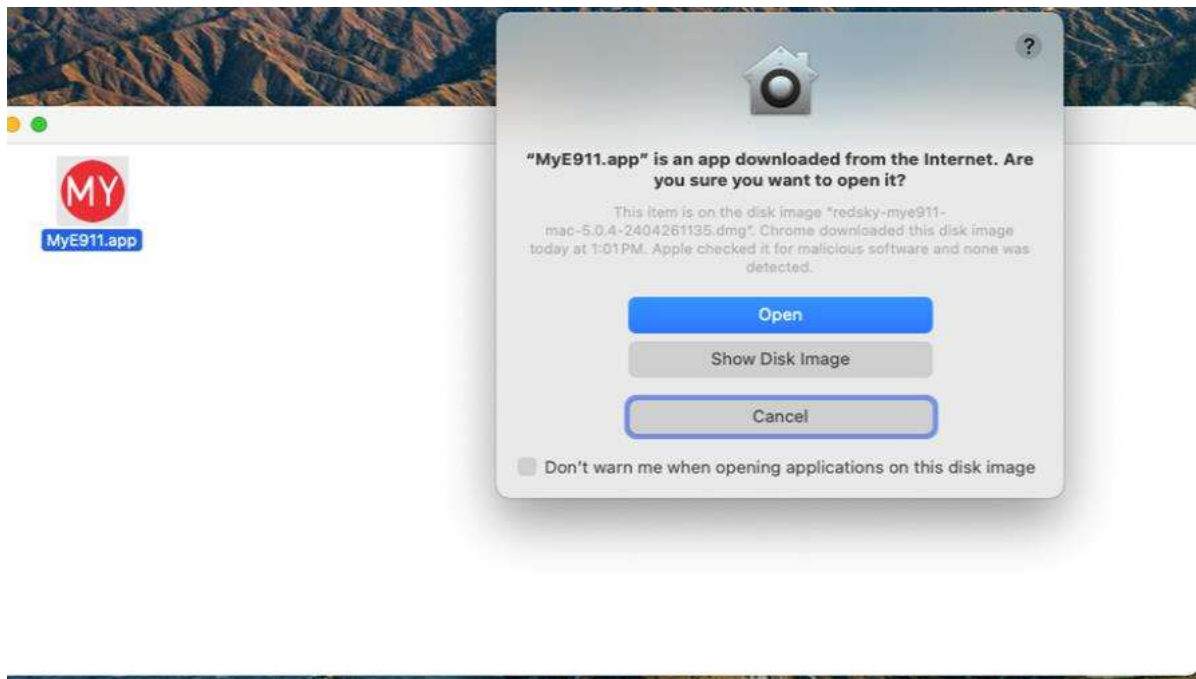 ?
"MyE911.app" is an app downloaded from the Internet. Are
you sure you want to open it?
This item is on the disk image "redsky-mye911-
mac-5.0.4-2404261135.dmg". Chrome downloaded this disk image
today at 1:01 PM. Apple checked it for malicious software and none was
detected.
MY
MyE911.app
Open
Show Disk Image
Cancel
Don't warn me when opening applications on this disk image